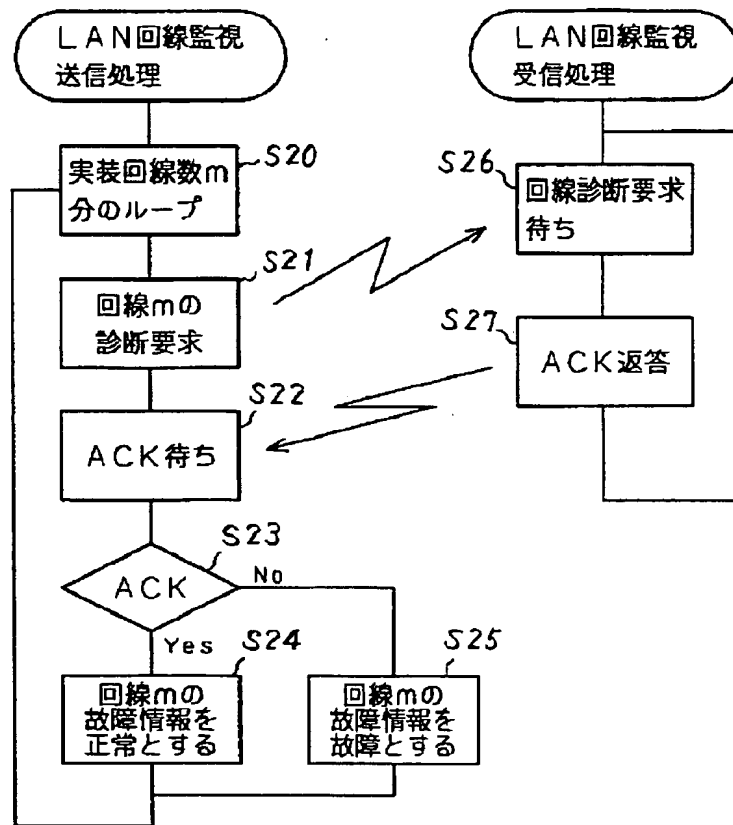 LAN回線監視
送信処理
S20
実装回線数m
分のループ
S21
回線mの
診断要求
S22
ACK待ち
S23
ACK
No
Yes
S24
回線mの
故障情報を
正常とする
S25
回線mの
故障情報を
故障とする
LAN回線監視
受信処理
S26
回線診断要求
待ち
S27
ACK返答